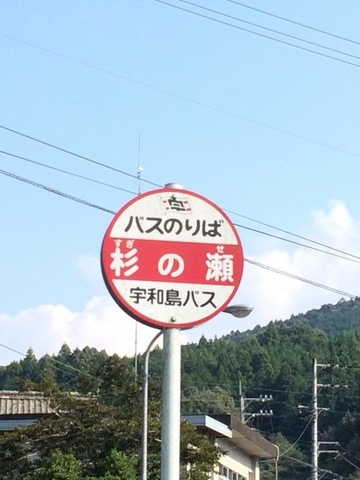 バスのりば
すぎ せ
杉の瀬
宇和島バス